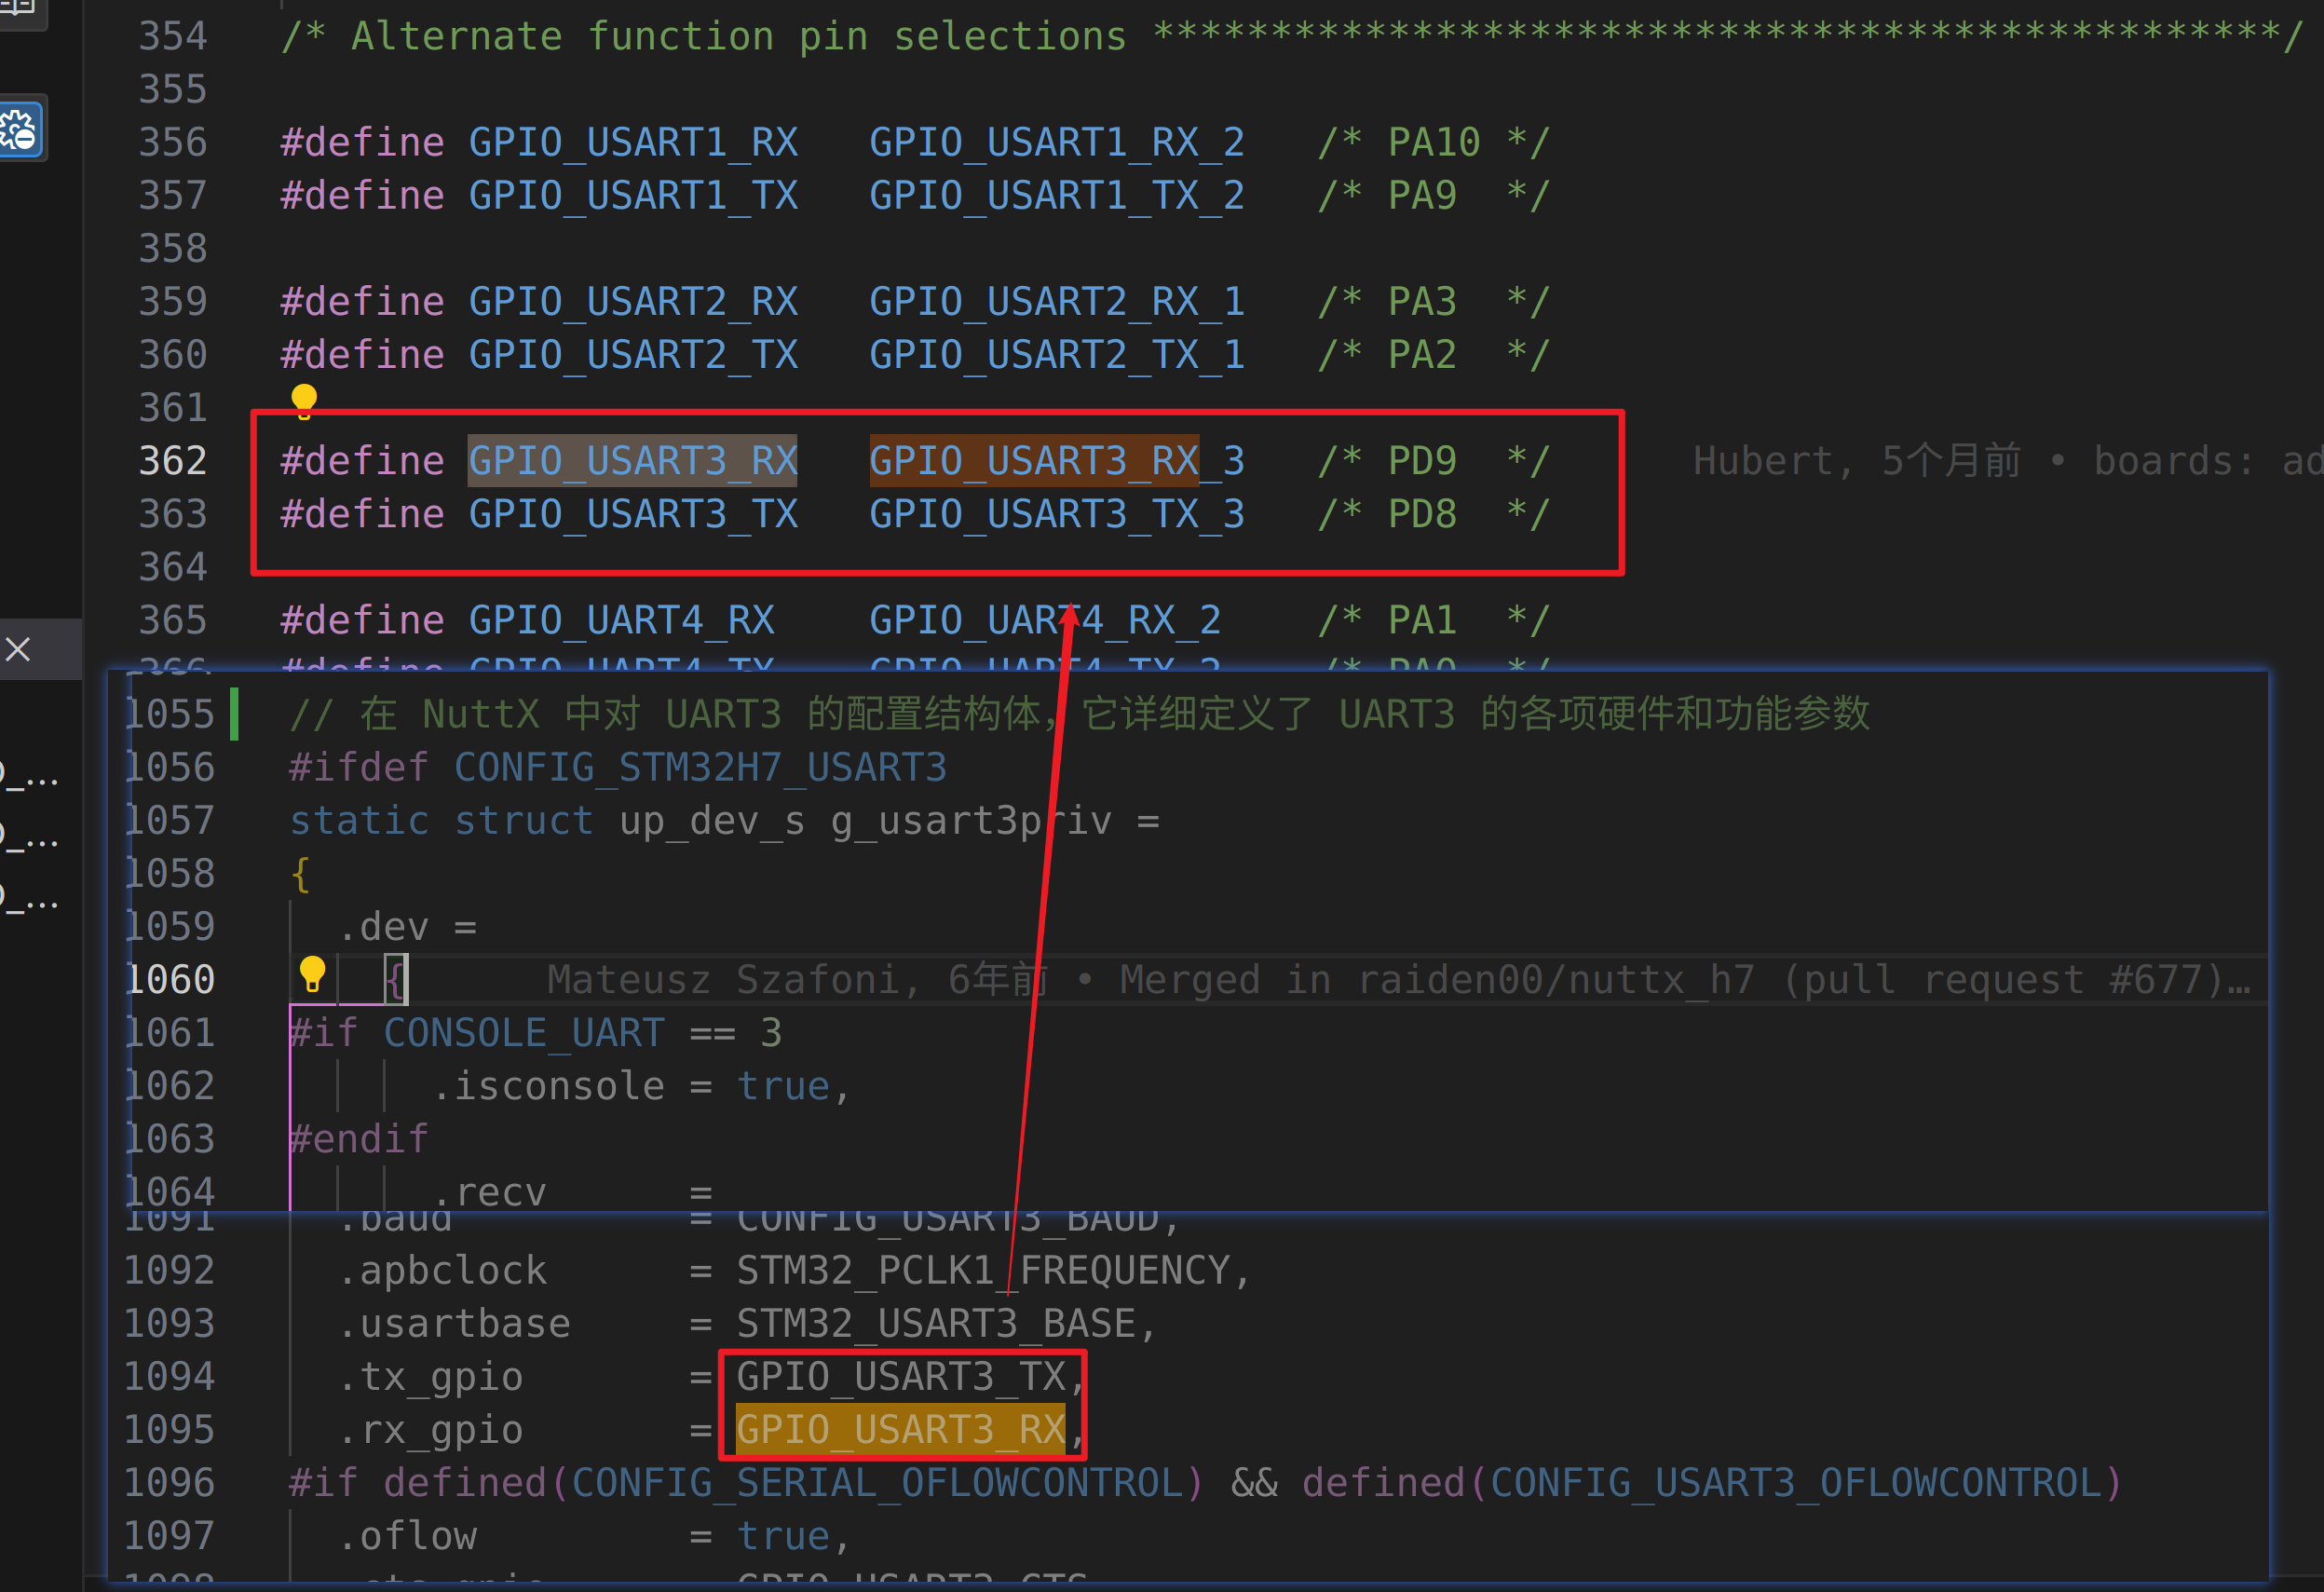 354 /* Alternate function pin selections ************************************************/
355
356 #define GPIO_USART1_RX   GPIO_USART1_RX_2   /* PA10 */
357 #define GPIO_USART1_TX   GPIO_USART1_TX_2   /* PA9  */
358
359 #define GPIO_USART2_RX   GPIO_USART2_RX_1   /* PA3  */
360 #define GPIO_USART2_TX   GPIO_USART2_TX_1   /* PA2  */
361
362 #define GPIO_USART3_RX   GPIO_USART3_RX_3   /* PD9  */      Hubert, 5个月前 • boards: ad
363 #define GPIO_USART3_TX   GPIO_USART3_TX_3   /* PD8  */
364
365 #define GPIO_UART4_RX    GPIO_UART4_RX_2    /* PA1  */
1055 // 在 NuttX 中对 UART3 的配置结构体，它详细定义了 UART3 的各项硬件和功能参数
1056 #ifdef CONFIG_STM32H7_USART3
1057 static struct up_dev_s g_usart3priv =
1058 {
1059   .dev =
1060     {      Mateusz Szafoni, 6年前 • Merged in raiden00/nuttx_h7 (pull request #677)…
1061 #if CONSOLE_UART == 3
1062       .isconsole = true,
1063 #endif
1064       .recv      =
1091   .baud          = CONFIG_USART3_BAUD,
1092   .apbclock      = STM32_PCLK1_FREQUENCY,
1093   .usartbase     = STM32_USART3_BASE,
1094   .tx_gpio       = GPIO_USART3_TX,
1095   .rx_gpio       = GPIO_USART3_RX,
1096 #if defined(CONFIG_SERIAL_OFLOWCONTROL) && defined(CONFIG_USART3_OFLOWCONTROL)
1097   .oflow         = true,